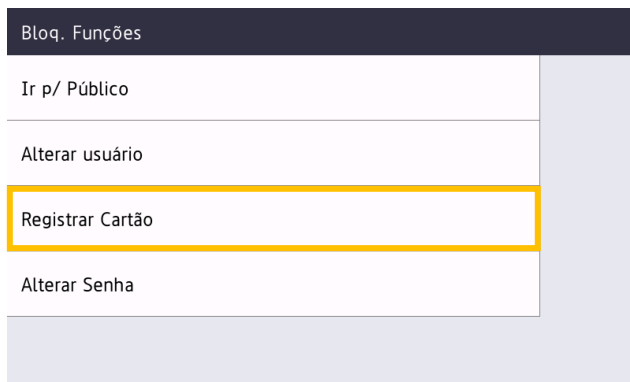 Bloq. Funções
Ir p/ Público
Alterar usuário
Registrar Cartão
Alterar Senha